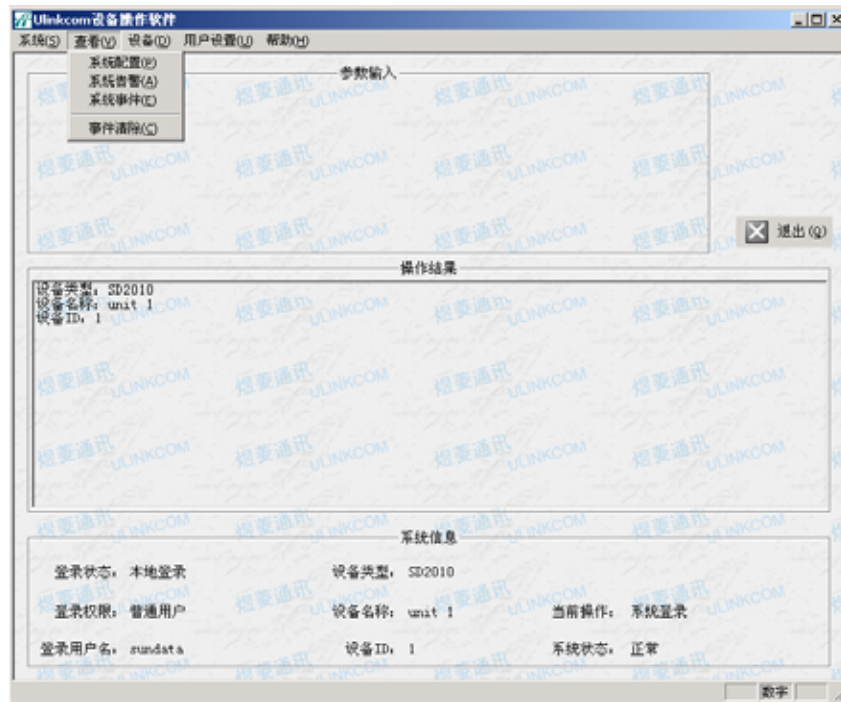 Ulinkcom设备操作软件
系统(S) 查看(V) 设备(D) 用户设置(U) 帮助(H)
系统配置(P)
系统告警(A)
系统事件(E)
事件清除(C)
参数输入
退出(Q)
操作结果
设备类型: SD2010
设备名称: unit 1
设备ID: 1
系统信息
登录状态: 本地登录 设备类型: SD2010
登录权限: 普通用户 设备名称: unit 1 当前操作: 系统登录
登录用户名: sundata 设备ID: 1 系统状态: 正常
数字
煜菱通讯 ULINKCOM